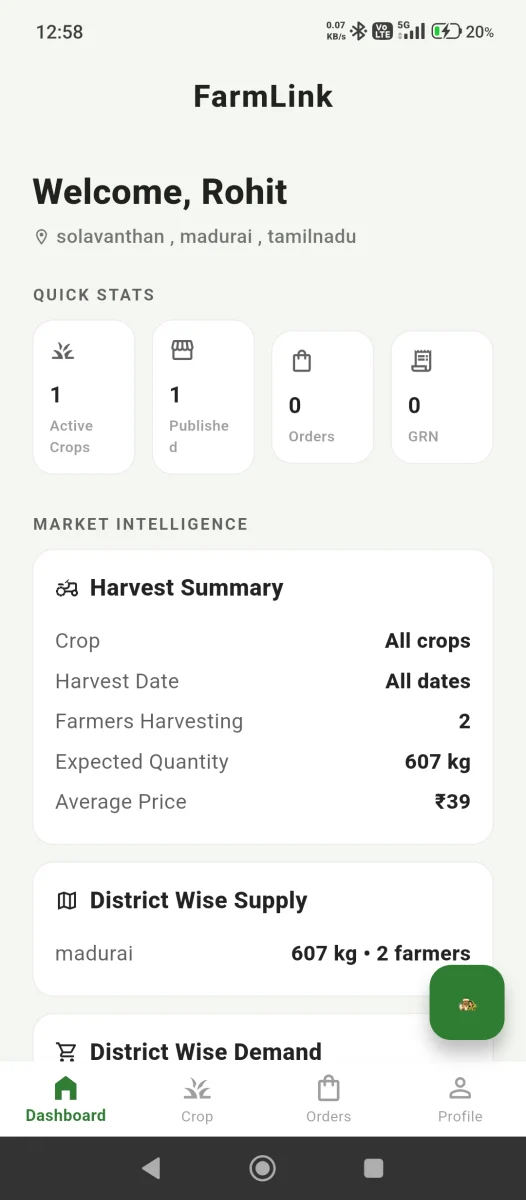 12:58
0.07 KB/s Vo LTE 5G 20%
FarmLink
Welcome, Rohit
solavanthan , madurai , tamilnadu
QUICK STATS
1
Active
Crops
1
Publishe
d
0
Orders
0
GRN
MARKET INTELLIGENCE
Harvest Summary
Crop All crops
Harvest Date All dates
Farmers Harvesting 2
Expected Quantity 607 kg
Average Price ₹39
District Wise Supply
madurai 607 kg • 2 farmers
District Wise Demand
Dashboard Crop Orders Profile